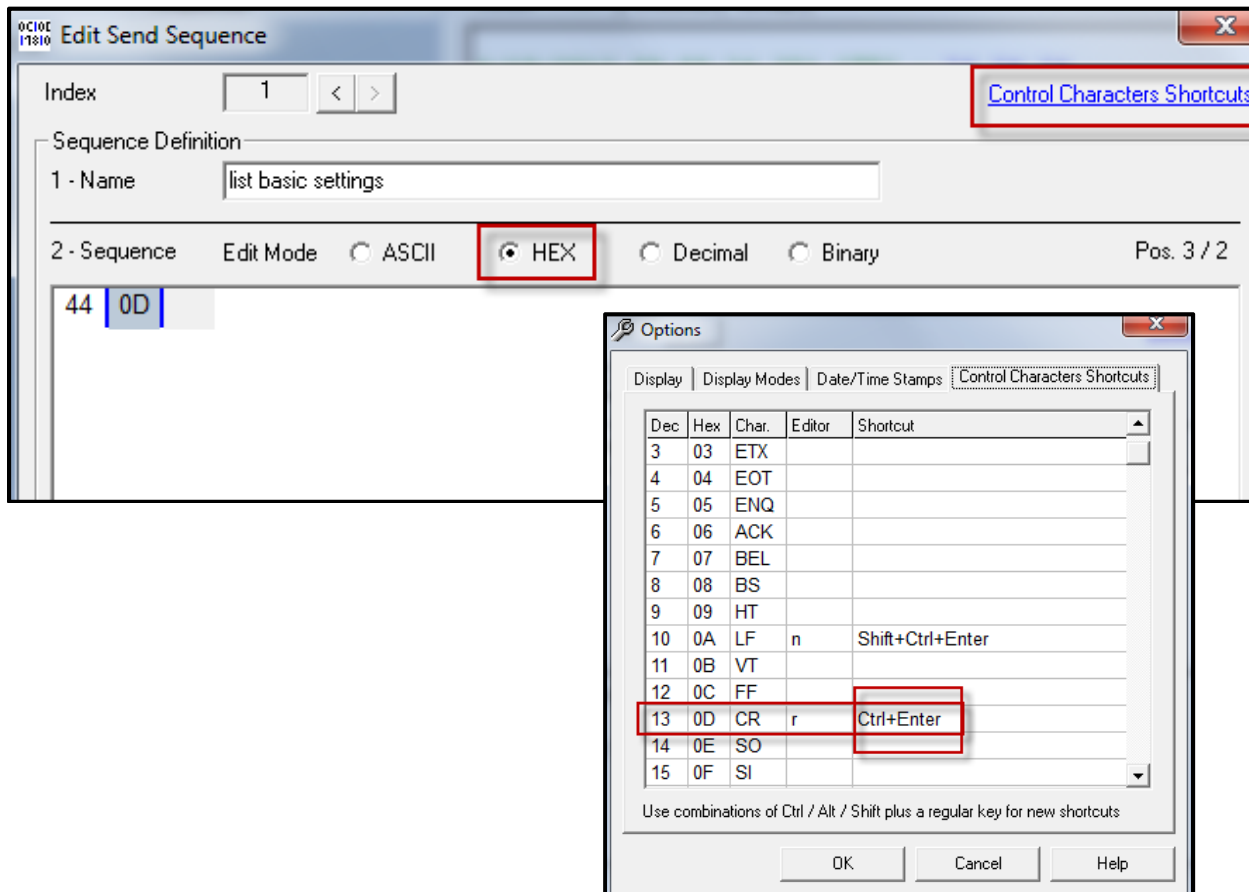 Edit Send Sequence
Index 1 < >
Control Characters Shortcuts
Sequence Definition
1 - Name list basic settings
2 - Sequence Edit Mode ASCII HEX Decimal Binary Pos. 3 / 2
44 0D
Options
Display Display Modes Date/Time Stamps Control Characters Shortcuts
Dec Hex Char. Editor Shortcut
3 03 ETX
4 04 EOT
5 05 ENQ
6 06 ACK
7 07 BEL
8 08 BS
9 09 HT
10 0A LF n Shift+Ctrl+Enter
11 0B VT
12 0C FF
13 0D CR r Ctrl+Enter
14 0E SO
15 0F SI
Use combinations of Ctrl / Alt / Shift plus a regular key for new shortcuts
OK Cancel Help